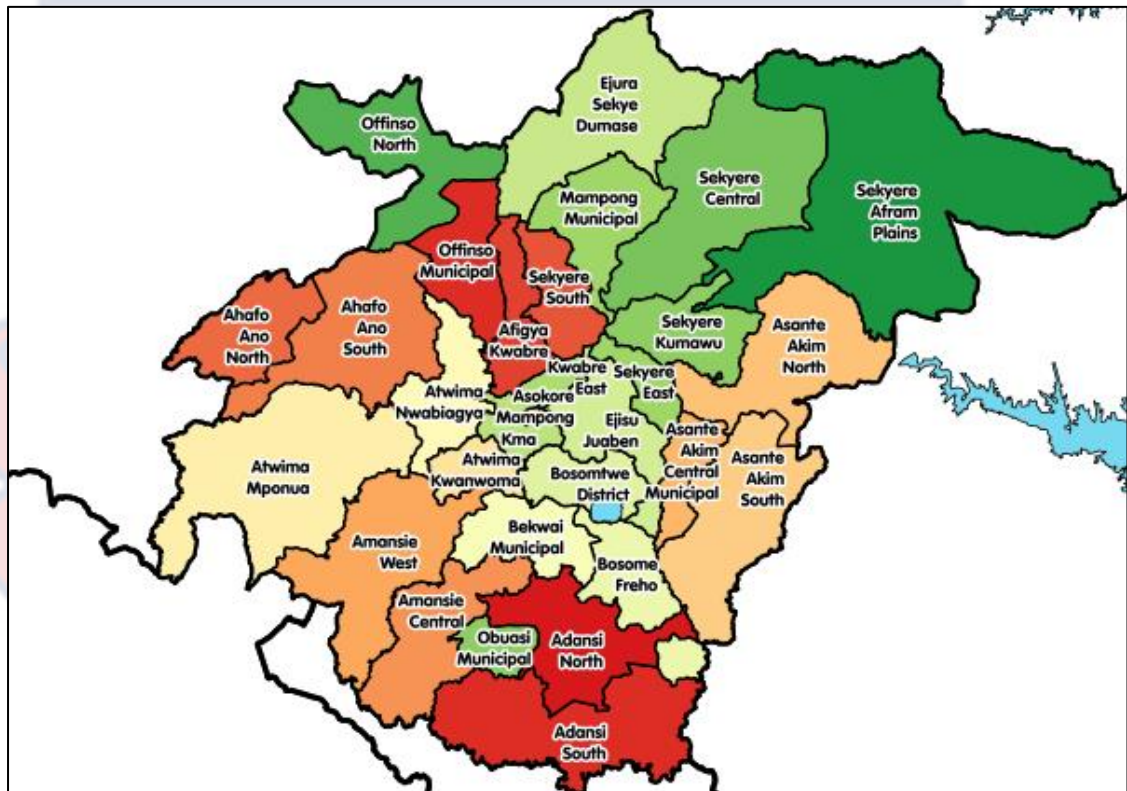 Ejura
Sekye
Dumase
Offinso
North
Sekyere
Central
Mampong
Municipal
Sekyere
Afram
Plains
Offinso
Municipal
Sekyere
South
Ahafo
Ano
North
Ahafo
Ano
South
Afigya
Kwabre
Sekyere
Kumawu
Asante
Akim
North
Kwabre
East
Sekyere
East
Atwima
Nwabiagya
Asokore
Mampong
Kma
Ejisu
Juaben
Asante
Akim
Central
Municipal
Asante
Akim
South
Atwima
Mponua
Atwima
Kwanwoma
Bosomtwe
District
Bekwai
Municipal
Amansie
West
Bosome
Freho
Amansie
Central
Obuasi
Municipal
Adansi
North
Adansi
South